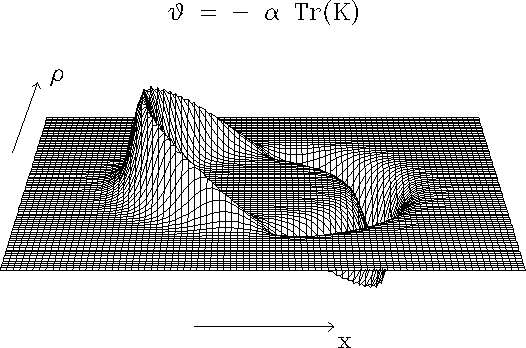 ϑ = − α Tr(K)
ρ
x